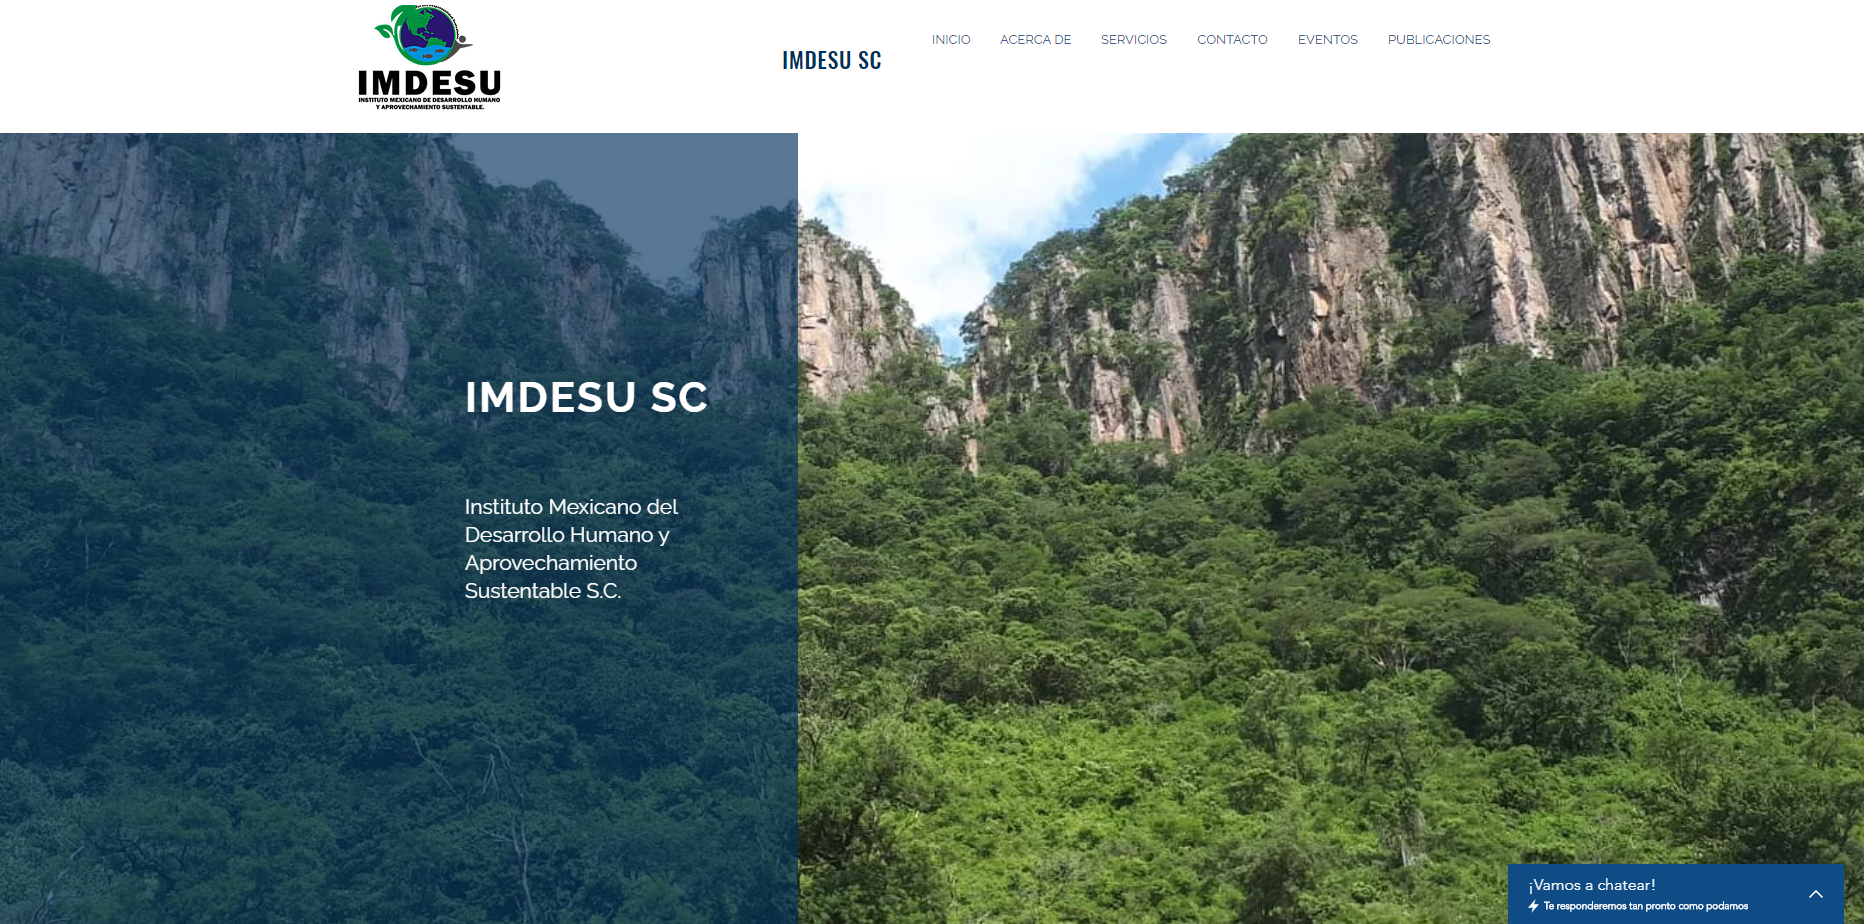 IMDESU
INSTITUTO MEXICANO DE DESARROLLO HUMANO
Y APROVECHAMIENTO SUSTENTABLE.
IMDESU SC
INICIO
ACERCA DE
SERVICIOS
CONTACTO
EVENTOS
PUBLICACIONES
IMDESU SC
Instituto Mexicano del
Desarrollo Humano y
Aprovechamiento
Sustentable S.C.
¡Vamos a chatear!
Te responderemos tan pronto como podamos